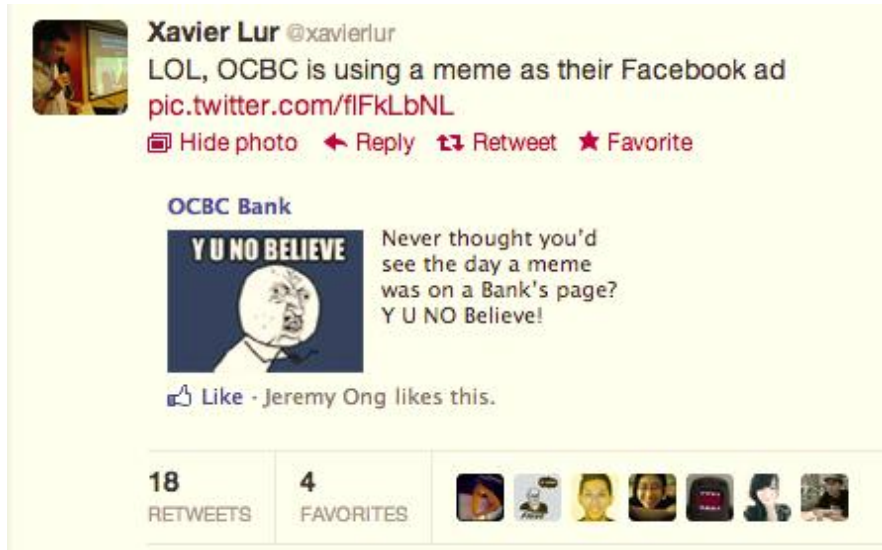 Xavier Lur @xavierlur
LOL, OCBC is using a meme as their Facebook ad
pic.twitter.com/flFkLbNL
Hide photo Reply Retweet Favorite
OCBC Bank
Y U NO BELIEVE
Never thought you'd
see the day a meme
was on a Bank's page?
Y U NO Believe!
Like · Jeremy Ong likes this.
18 4
RETWEETS FAVORITES